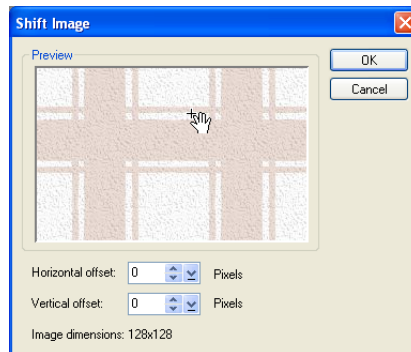 Shift Image
Preview
OK
Cancel
Horizontal offset: 0 Pixels
Vertical offset: 0 Pixels
Image dimensions: 128x128